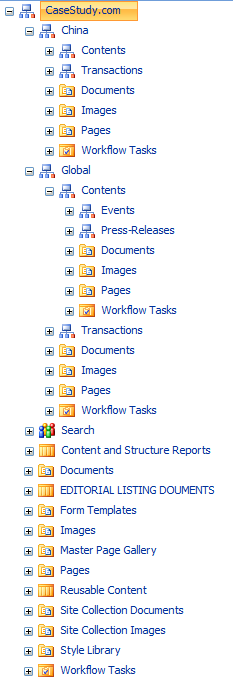 CaseStudy.com
China
Contents
Transactions
Documents
Images
Pages
Workflow Tasks
Global
Contents
Events
Press-Releases
Documents
Images
Pages
Workflow Tasks
Transactions
Documents
Images
Pages
Workflow Tasks
Search
Content and Structure Reports
Documents
EDITORIAL LISTING DOUMENTS
Form Templates
Images
Master Page Gallery
Pages
Reusable Content
Site Collection Documents
Site Collection Images
Style Library
Workflow Tasks